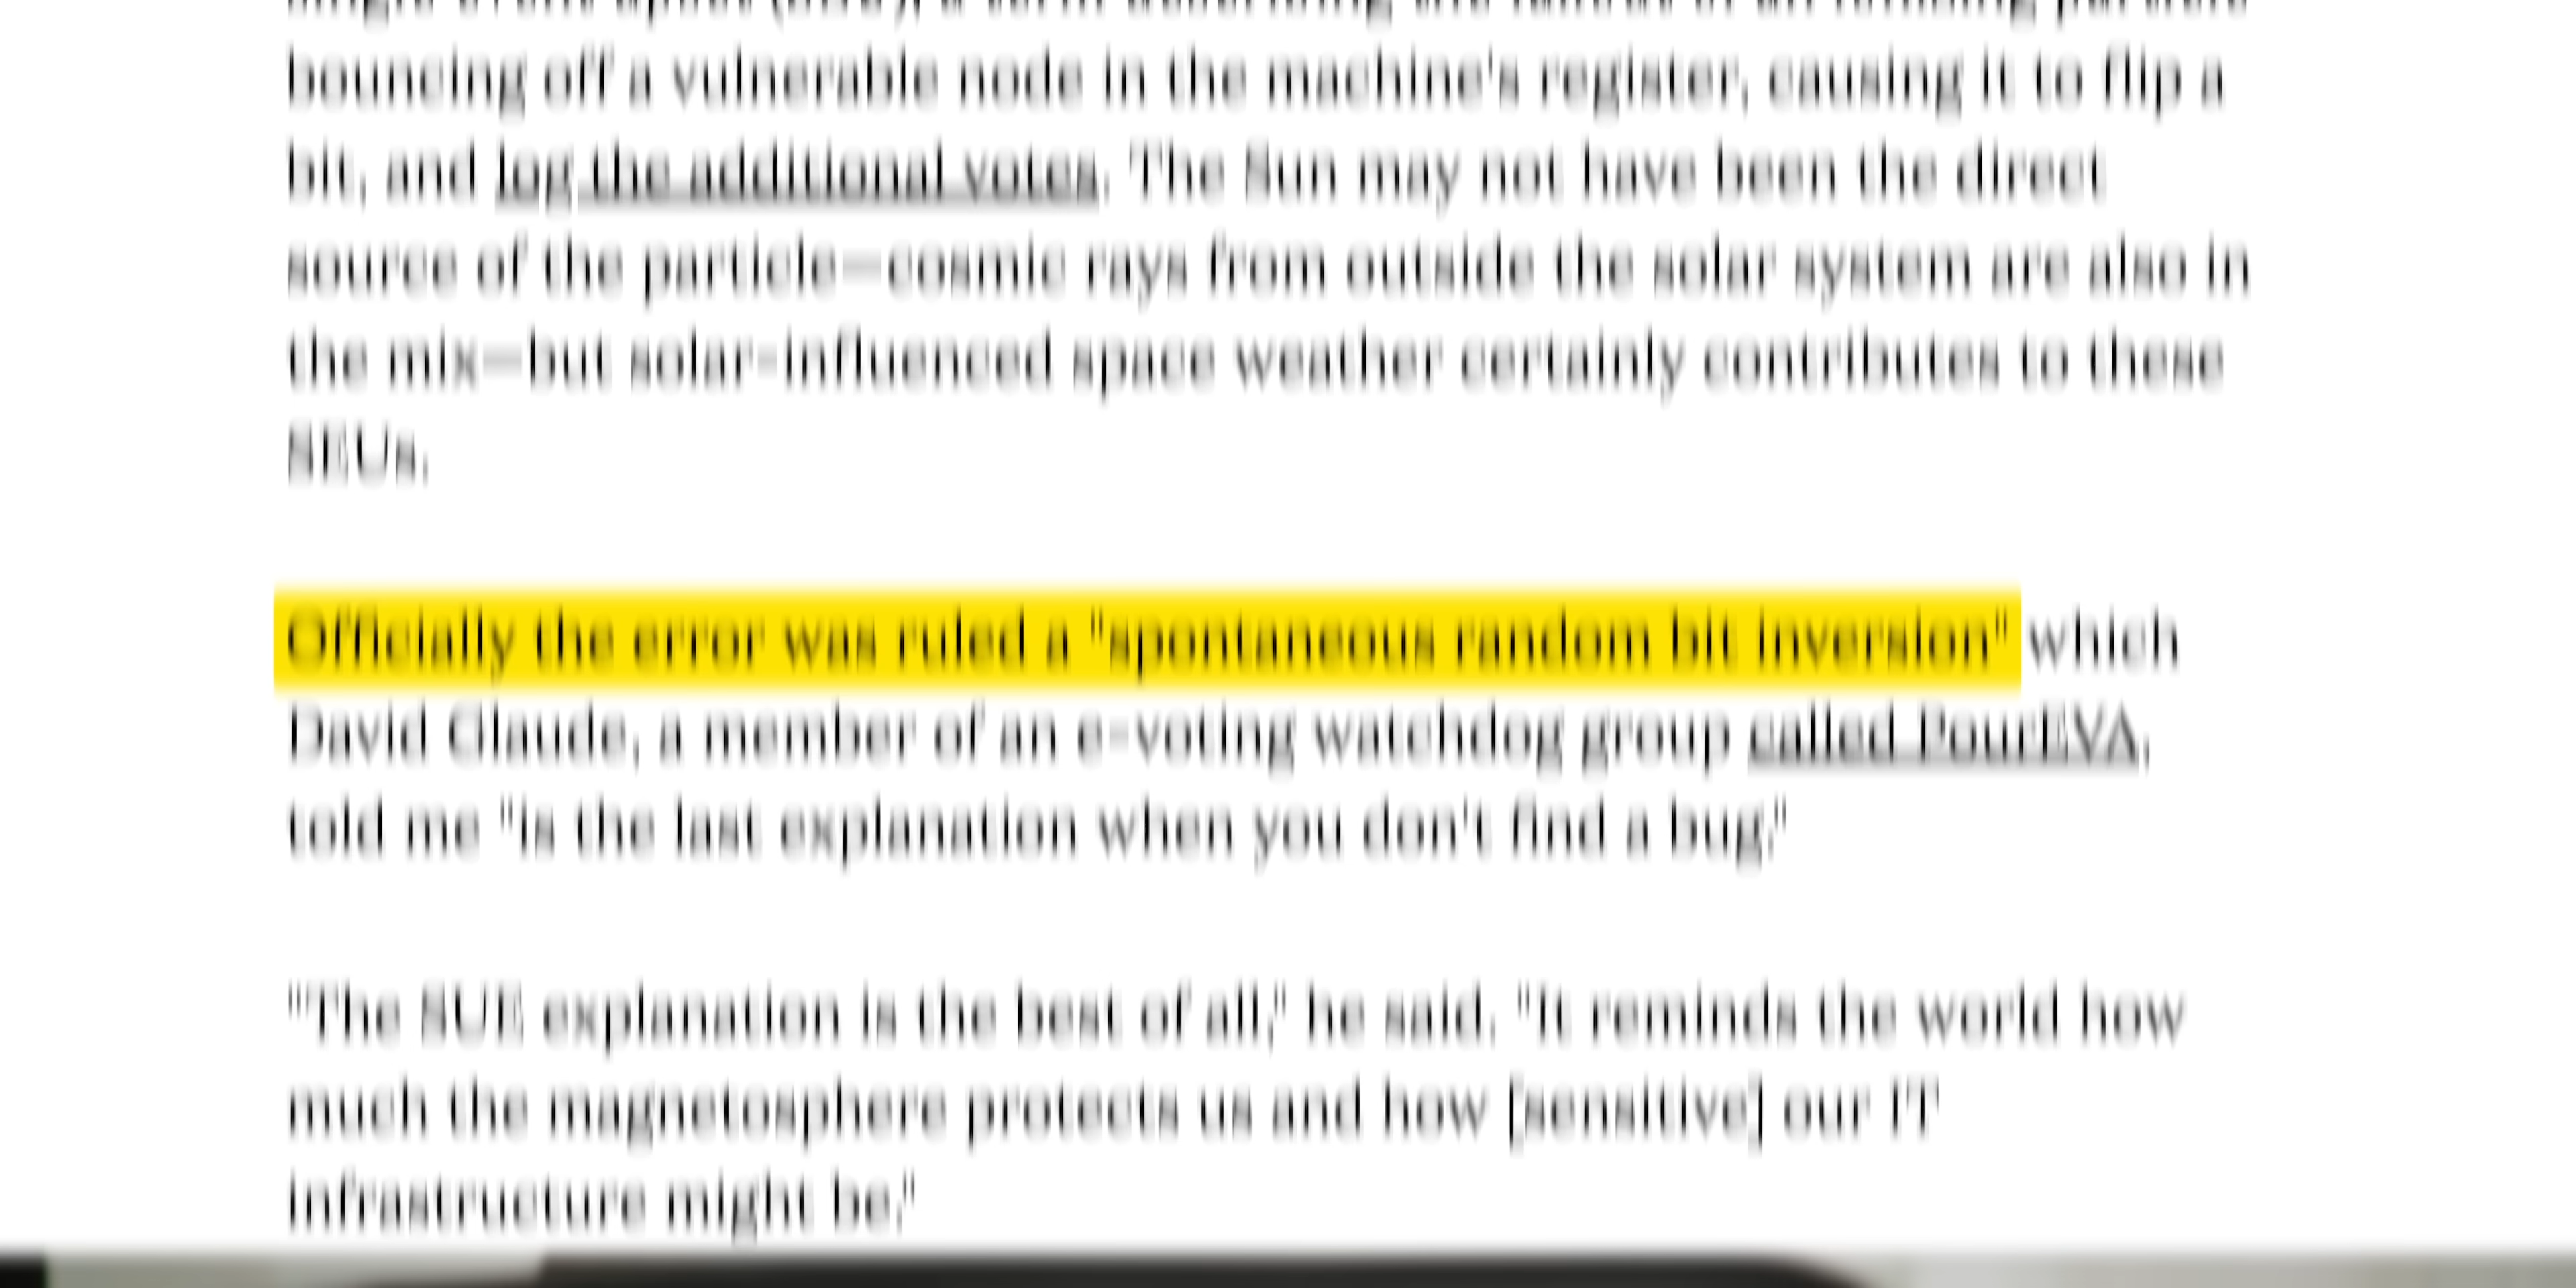 bouncing off a vulnerable node in the machine's register, causing it to flip a
bit, and log the additional votes. The Sun may not have been the direct
source of the particle—cosmic rays from outside the solar system are also in
the mix—but solar-influenced space weather certainly contributes to these
SEUs.
Officially the error was ruled a "spontaneous random bit inversion" which
David Glaude, a member of an e-voting watchdog group called PourEVA,
told me "is the last explanation when you don't find a bug."
"The SUE explanation is the best of all," he said. "It reminds the world how
much the magnetosphere protects us and how [sensitive] our IT
infrastructure might be."